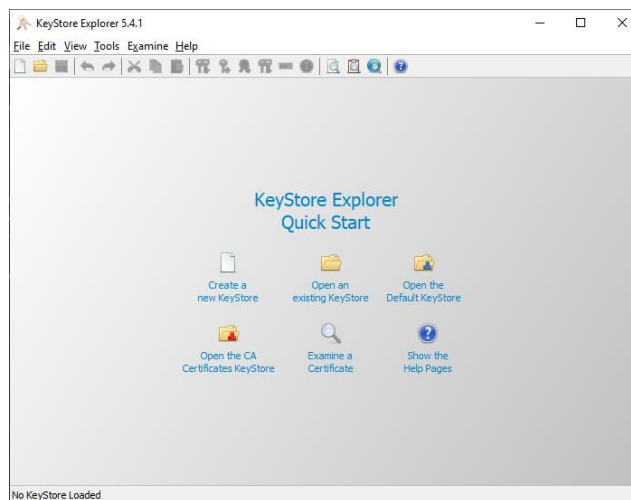 KeyStore Explorer 5.4.1
File Edit View Tools Examine Help
KeyStore Explorer
Quick Start
Create a
new KeyStore
Open an
existing KeyStore
Open the
Default KeyStore
Open the CA
Certificates KeyStore
Examine a
Certificate
Show the
Help Pages
No KeyStore Loaded